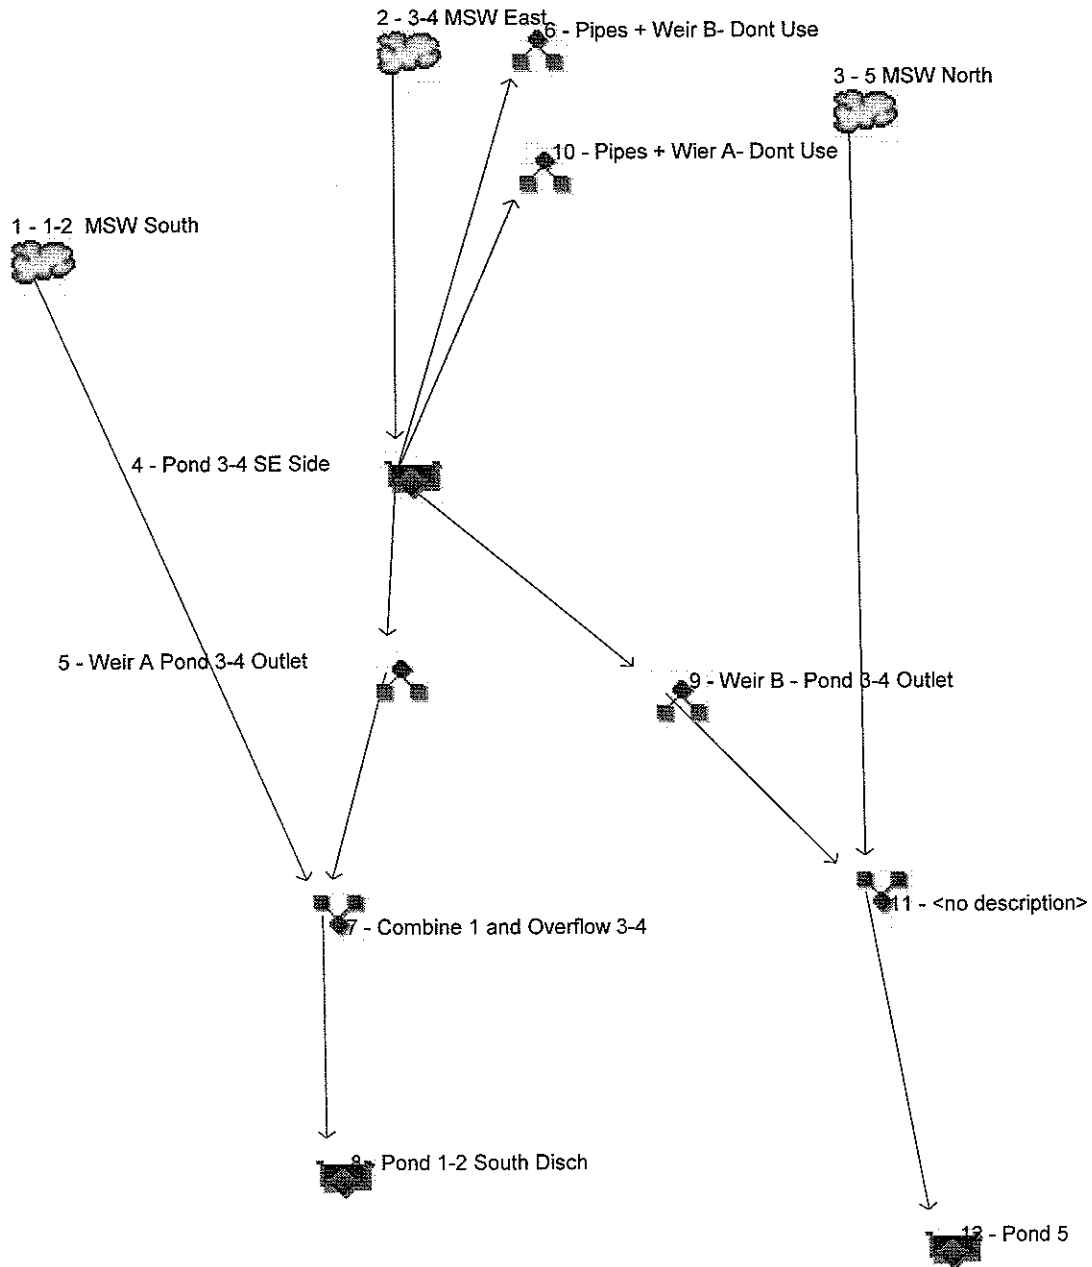 2 - 3-4 MSW East
6 - Pipes + Weir B- Dont Use
3 - 5 MSW North
10 - Pipes + Wier A- Dont Use
1 - 1-2 MSW South
4 - Pond 3-4 SE Side
5 - Weir A Pond 3-4 Outlet
9 - Weir B - Pond 3-4 Outlet
11 - <no description>
7 - Combine 1 and Overflow 3-4
8 - Pond 1-2 South Disch
12 - Pond 5